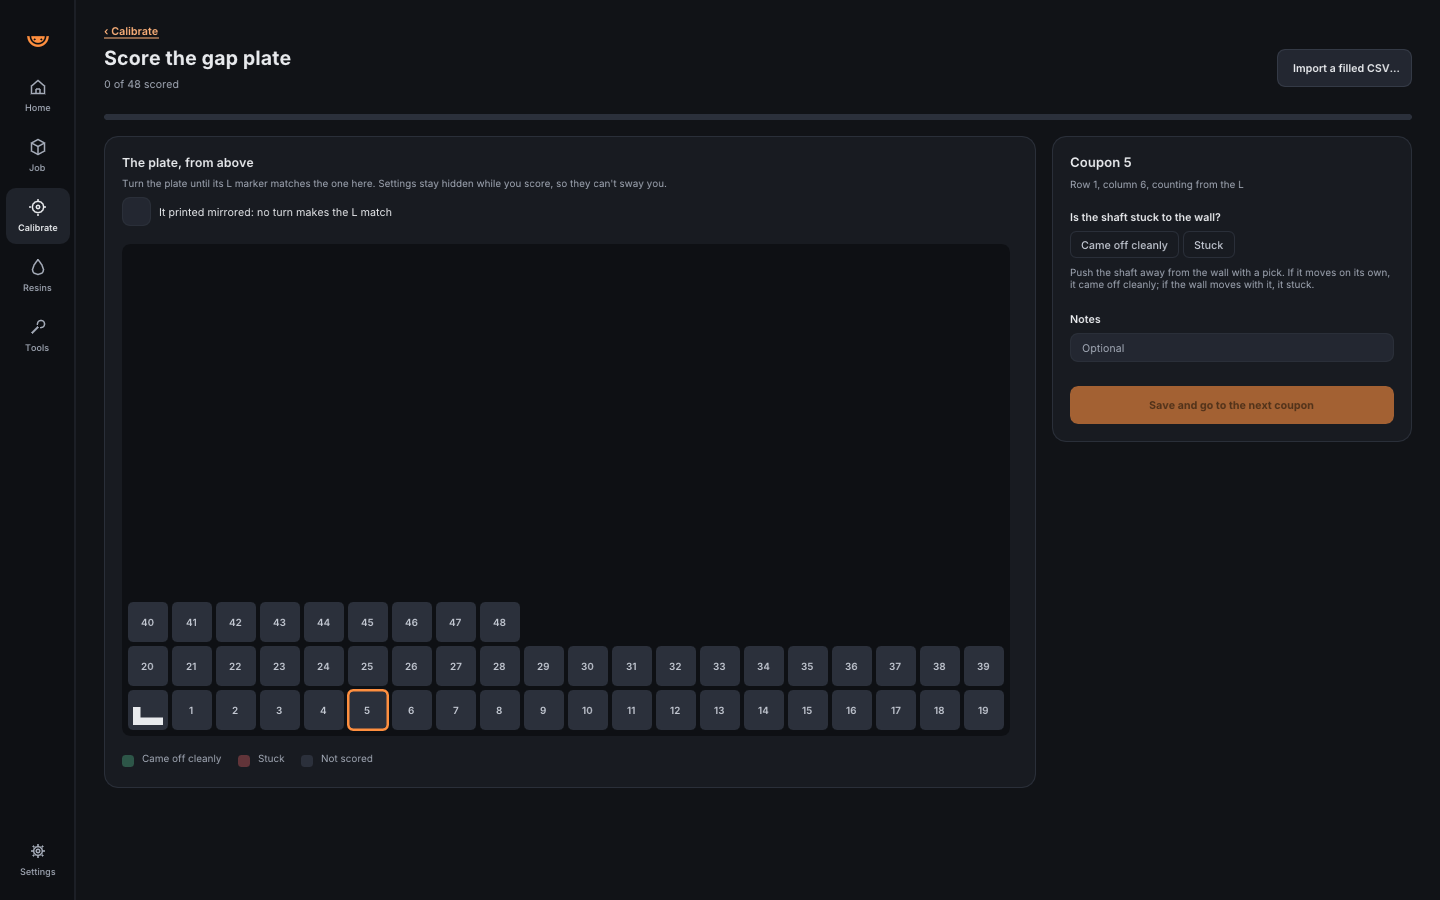 ‹ Calibrate
Score the gap plate
0 of 48 scored
Import a filled CSV...
Home
Job
Calibrate
Resins
Tools
Settings
The plate, from above
Turn the plate until its L marker matches the one here. Settings stay hidden while you score, so they can't sway you.
It printed mirrored: no turn makes the L match
40 41 42 43 44 45 46 47 48
20 21 22 23 24 25 26 27 28 29 30 31 32 33 34 35 36 37 38 39
1 2 3 4 5 6 7 8 9 10 11 12 13 14 15 16 17 18 19
Came off cleanly Stuck Not scored
Coupon 5
Row 1, column 6, counting from the L
Is the shaft stuck to the wall?
Came off cleanly Stuck
Push the shaft away from the wall with a pick. If it moves on its own,
it came off cleanly; if the wall moves with it, it stuck.
Notes
Optional
Save and go to the next coupon